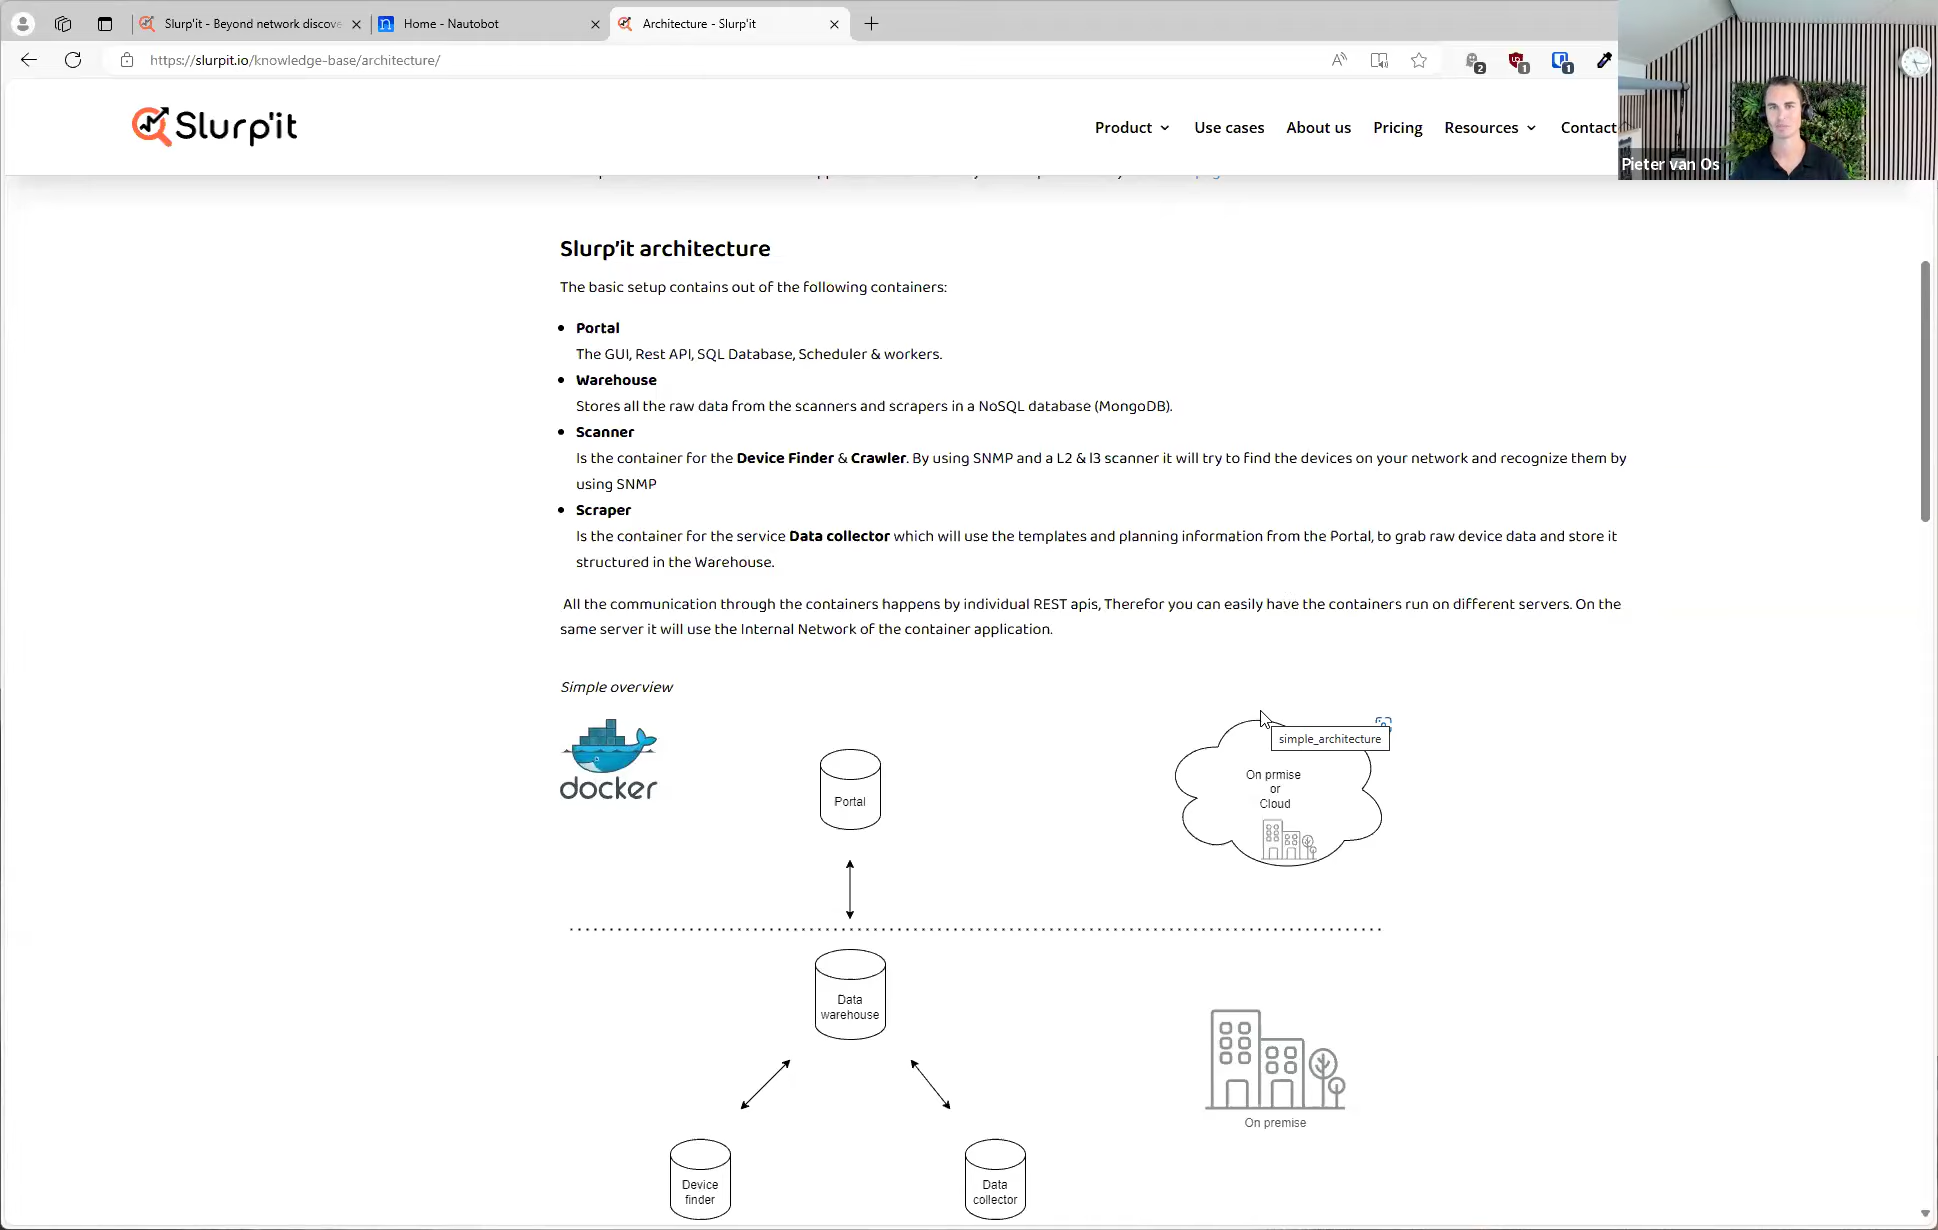 Slurp'it - Beyond network discove
Home - Nautobot
Architecture - Slurp'it
https://slurpit.io/knowledge-base/architecture/
2
1
1
Slurp'it
Product
Use cases
About us
Pricing
Resources
Contact
Pieter van Os
Slurp'it architecture
The basic setup contains out of the following containers:
Portal
The GUI, Rest API, SQL Database, Scheduler & workers.
Warehouse
Stores all the raw data from the scanners and scrapers in a NoSQL database (MongoDB).
Scanner
Is the container for the Device Finder & Crawler. By using SNMP and a L2 & l3 scanner it will try to find the devices on your network and recognize them by
using SNMP
Scraper
Is the container for the service Data collector which will use the templates and planning information from the Portal, to grab raw device data and store it
structured in the Warehouse.
All the communication through the containers happens by individual REST apis, Therefor you can easily have the containers run on different servers. On the
same server it will use the Internal Network of the container application.
Simple overview
docker
Portal
simple_architecture
On prmise
or
Cloud
Data
warehouse
On premise
Device
finder
Data
collector